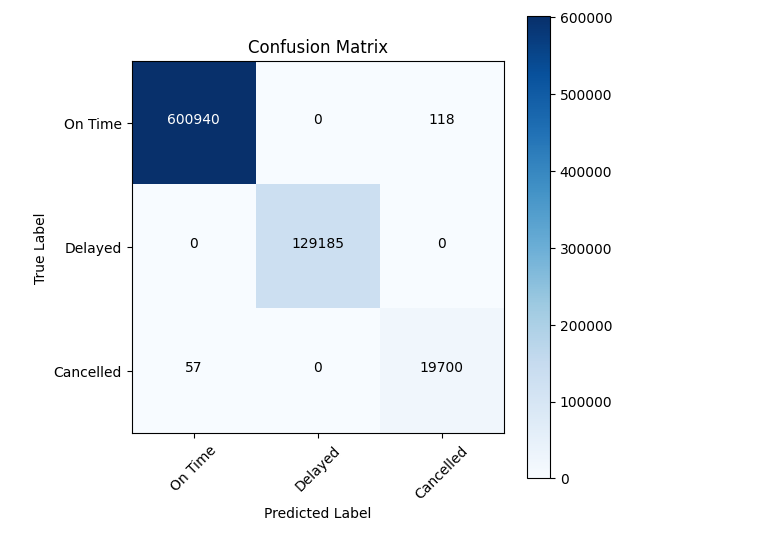 Confusion Matrix
True Label
On Time
600940
0
118
Delayed
0
129185
0
Cancelled
57
0
19700
On Time
Delayed
Cancelled
Predicted Label
600000
500000
400000
300000
200000
100000
0